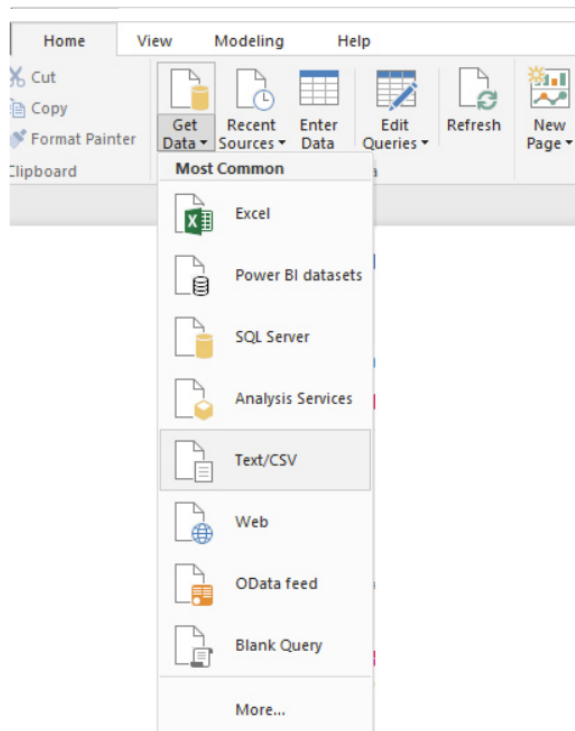 Home View Modeling Help
Cut
Copy
Format Painter
Clipboard
Get Data
Recent Sources
Enter Data
Edit Queries
Refresh
New Page
Most Common
Excel
Power BI datasets
SQL Server
Analysis Services
Text/CSV
Web
OData feed
Blank Query
More...